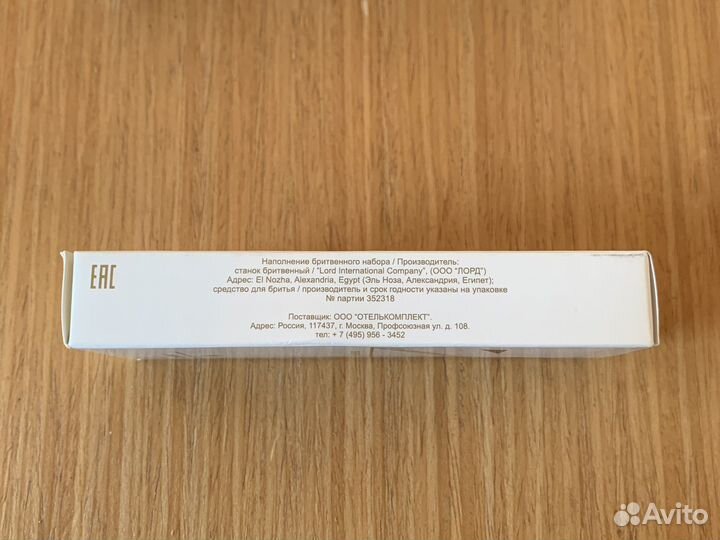 EAC
Наполнение бритвенного набора / Производитель:
станок бритвенный / "Lord International Company", (ООО "ЛОРД")
Адрес: El Nozha, Alexandria, Egypt (Эль Ноза, Александрия, Египет);
средство для бритья / производитель и срок годности указаны на упаковке
№ партии 352318
Поставщик: ООО "ОТЕЛЬКОМПЛЕКТ".
Адрес: Россия, 117437, г. Москва, Профсоюзная ул. д. 108.
тел: + 7 (495) 956 - 3452
Avito